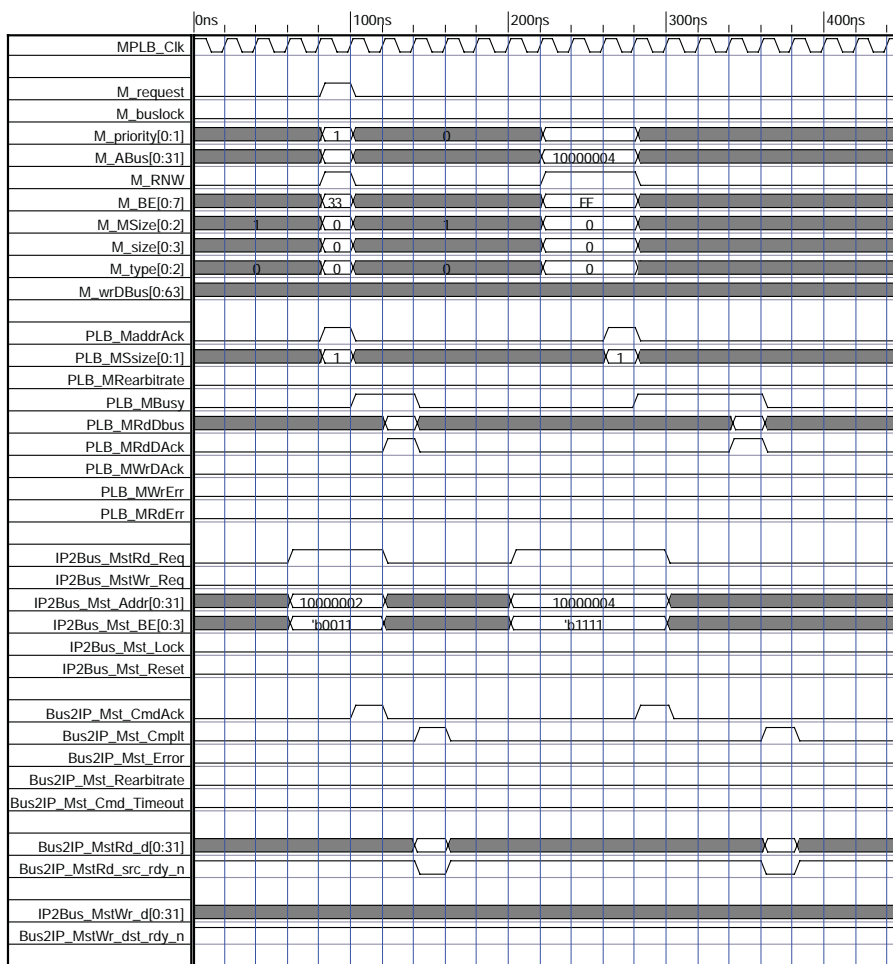 0ns 100ns 200ns 300ns 400ns
MPLB_Clk
M_request
M_buslock
M_priority[0:1] 1 0
M_ABus[0:31] 10000004
M_RNW
M_BE[0:7] 33 FF
M_MSize[0:2] 1 0 1 0
M_size[0:3] 0 0
M_type[0:2] 0 0 0 0
M_wrDBus[0:63]
PLB_MaddrAck
PLB_MSsize[0:1] 1 1
PLB_MRearbitrate
PLB_MBusy
PLB_MRdDbus
PLB_MRdDAck
PLB_MWrDAck
PLB_MWrErr
PLB_MRdErr
IP2Bus_MstRd_Req
IP2Bus_MstWr_Req
IP2Bus_Mst_Addr[0:31] 10000002 10000004
IP2Bus_Mst_BE[0:3] 'b0011 'b1111
IP2Bus_Mst_Lock
IP2Bus_Mst_Reset
Bus2IP_Mst_CmdAck
Bus2IP_Mst_Cmplt
Bus2IP_Mst_Error
Bus2IP_Mst_Rearbitrate
Bus2IP_Mst_Cmd_Timeout
Bus2IP_MstRd_d[0:31]
Bus2IP_MstRd_src_rdy_n
IP2Bus_MstWr_d[0:31]
Bus2IP_MstWr_dst_rdy_n